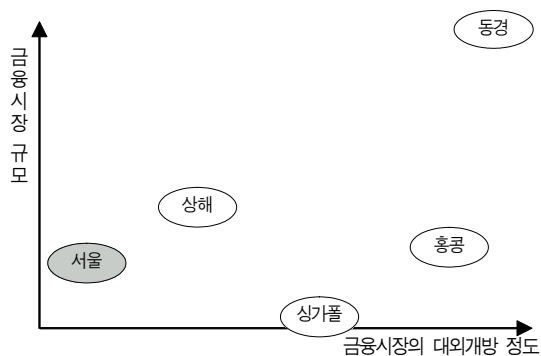 동경
금융시장 규모
상해
홍콩
서울
싱가폴
금융시장의 대외개방 정도